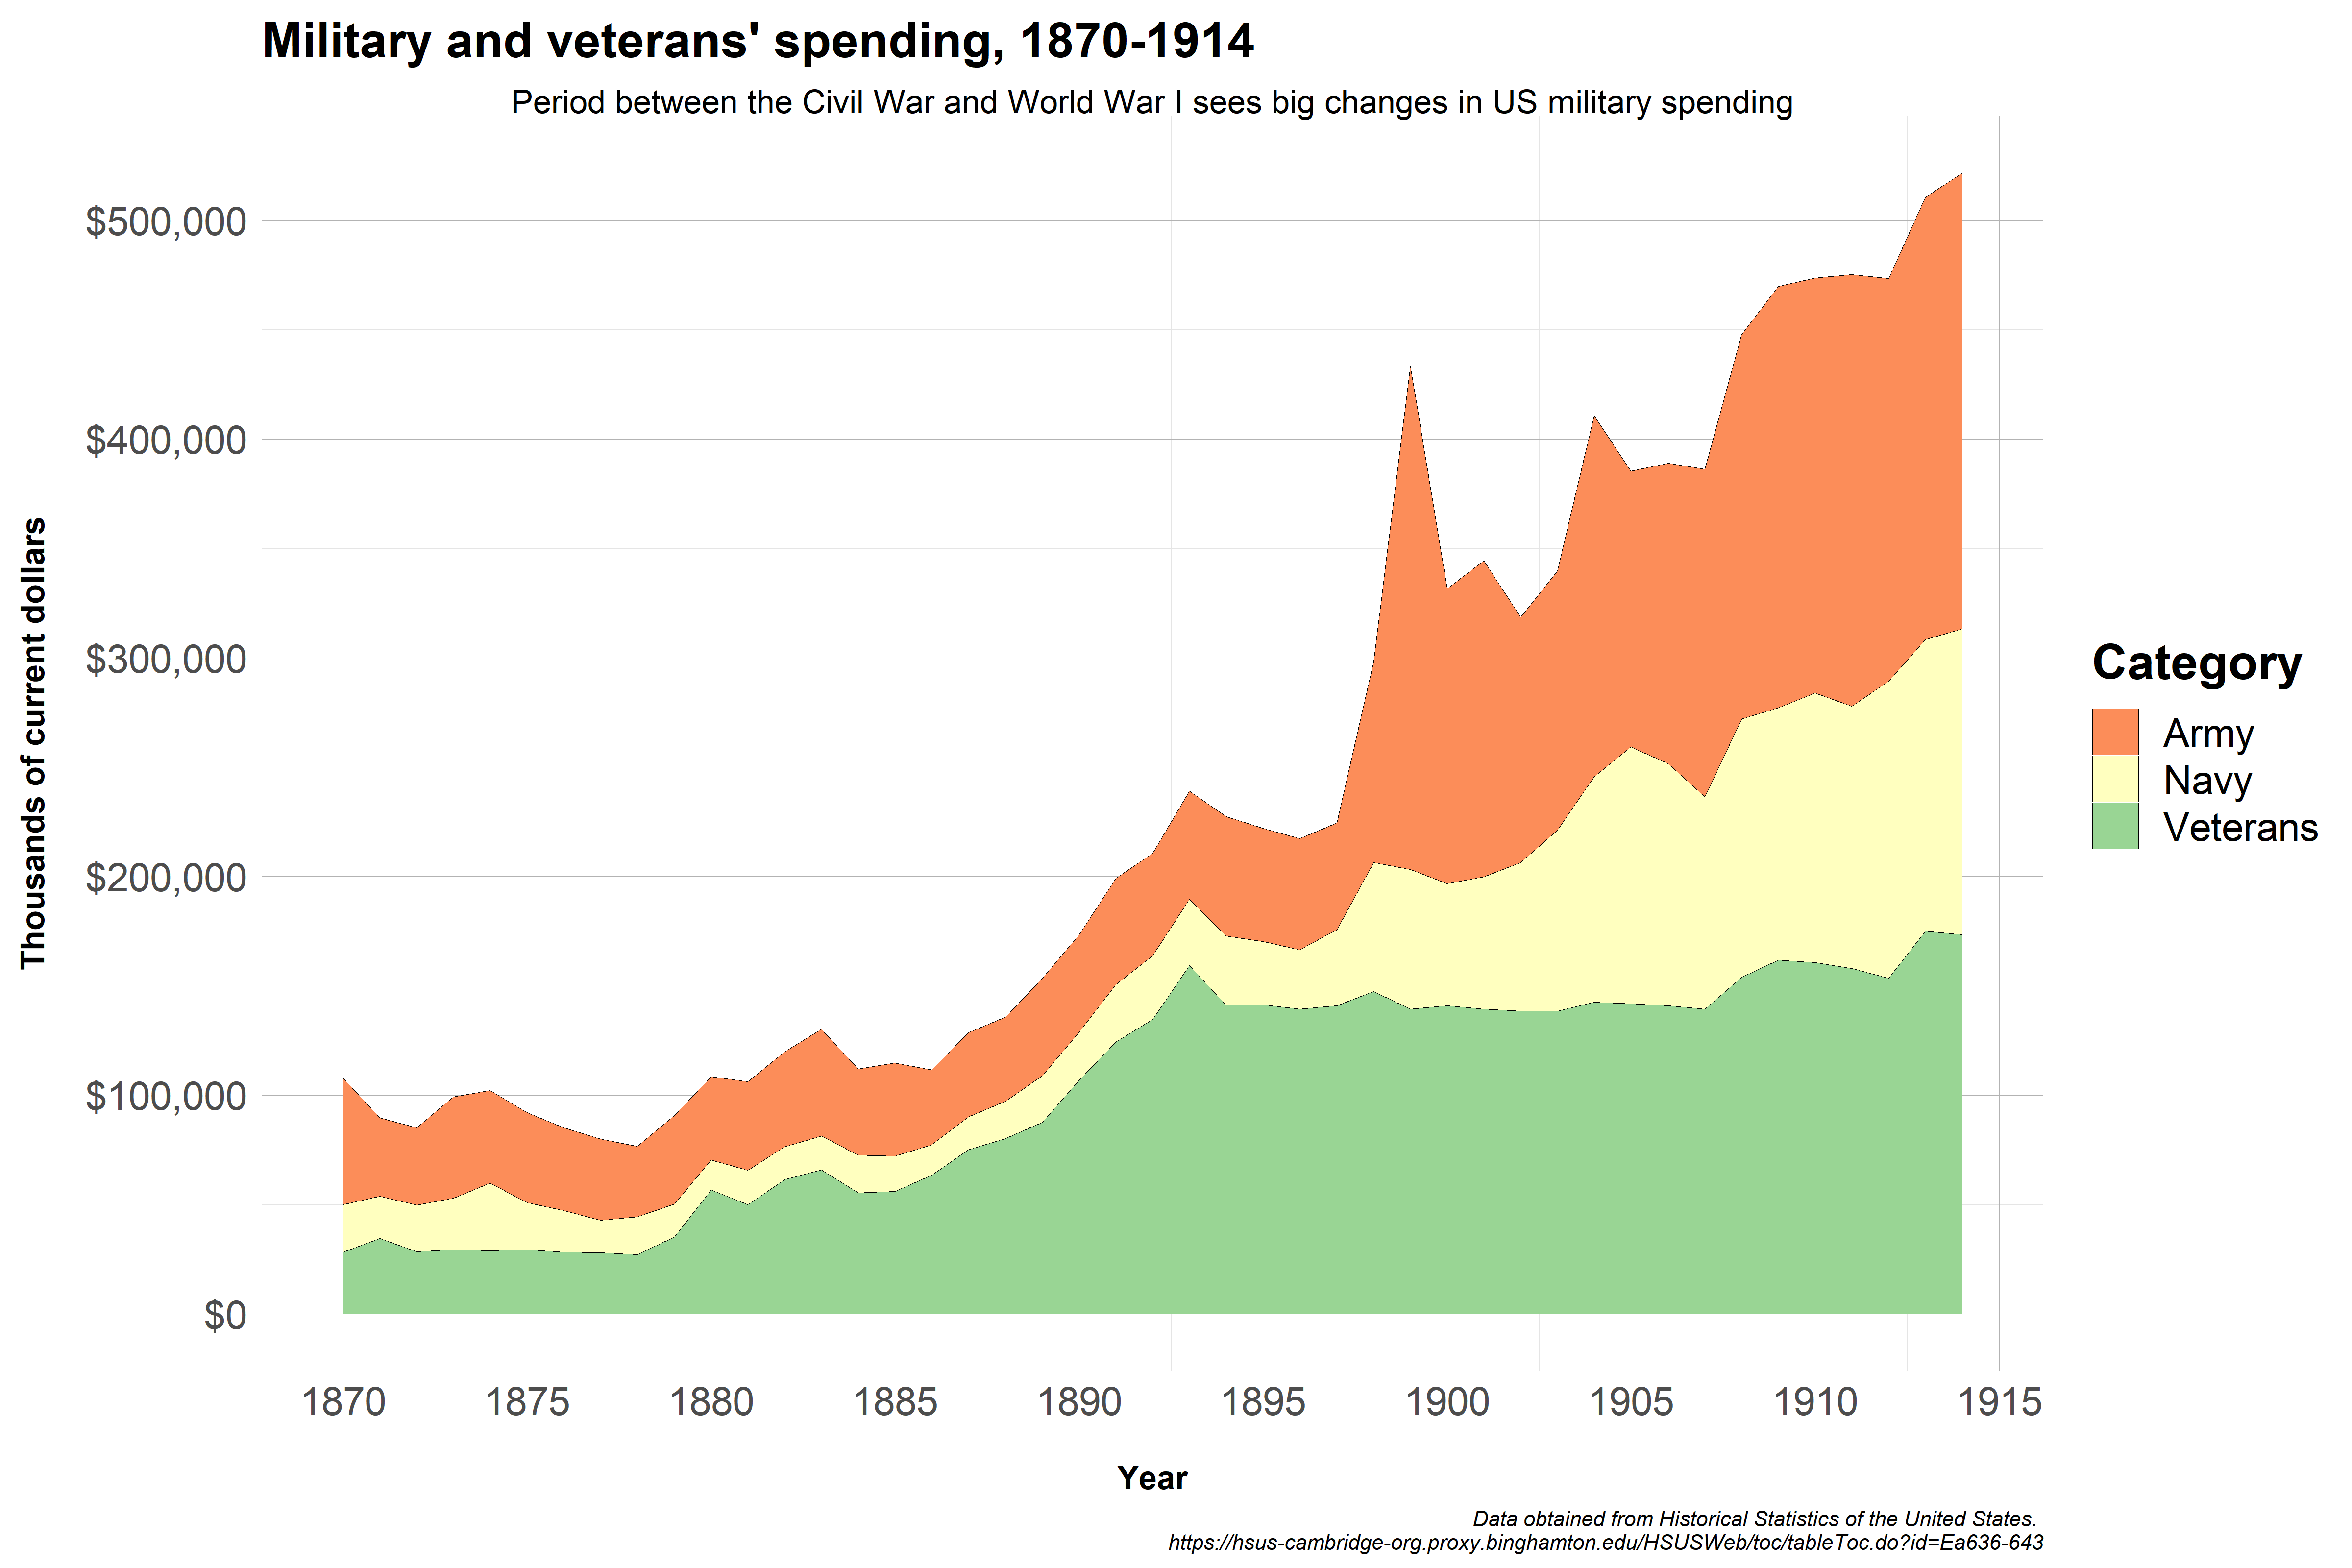 Military and veterans' spending, 1870-1914
Period between the Civil War and World War I sees big changes in US military spending
Thousands of current dollars
$500,000
$400,000
$300,000
$200,000
$100,000
$0
1870 1875 1880 1885 1890 1895 1900 1905 1910 1915
Year
Category
Army
Navy
Veterans
Data obtained from Historical Statistics of the United States.
https://hsus-cambridge-org.proxy.binghamton.edu/HSUSWeb/toc/tableToc.do?id=Ea636-643